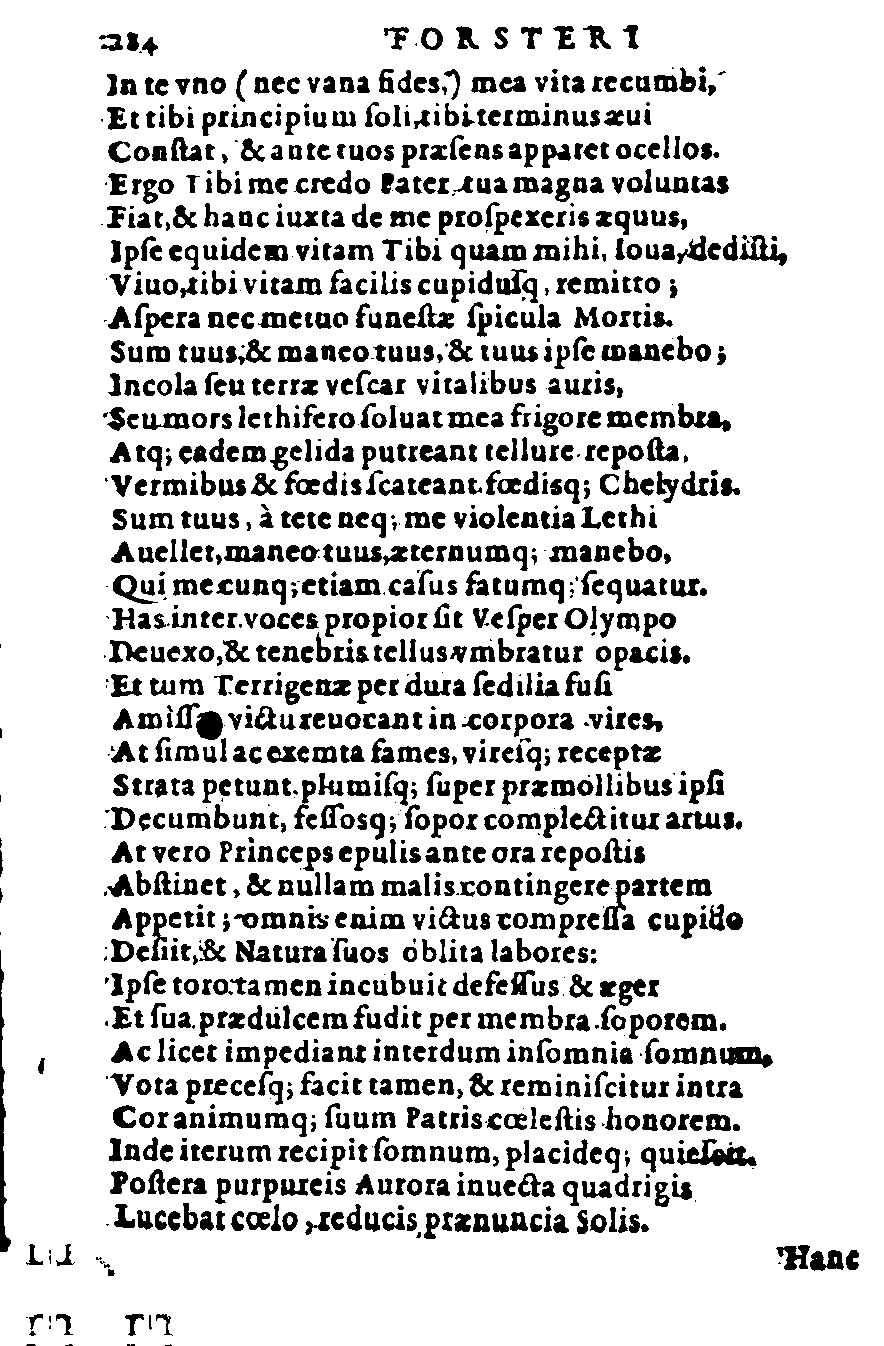 284 FORSTERI
In te vno (nec vana fides,) mea vita recumbi,
Et tibi principium ſoli, tibi terminus æui
Conſtat, & ante tuos præſens apparet ocellos.
Ergo Tibi me credo Pater, tua magna voluntas
Fiat, & hanc iuxta de me proſpexeris æquus,
Ipſe equidem vitam Tibi quam mihi, Ioua, dediſti,
Viuo, tibi vitam facilis cupiduſq, remitto ;
Aſpera nec metuo funeſtæ ſpicula Mortis.
Sum tuus, & maneo tuus, & tuus ipſe manebo ;
Incola ſeu terræ veſcar vitalibus auris,
Seu mors lethifero ſoluat mea frigore membra,
Atq; eadem gelida putreant tellure repoſta,
Vermibus & fœdis ſcateant fœdisq; Chelydris.
Sum tuus, à te te neq; me violentia Lethi
Auellet, maneo tuus, æternumq; manebo,
Qui me cunq; etiam caſus fatumq; ſequatur.
Has inter voces propior ſit Veſper Olympo
Deuexo, & tenebris tellus vmbratur opacis.
Et tum Terrigenæ per dura ſedilia fuſi
Amiſſas victu reuocant in corpora vires,
At ſimul ac exemta fames, vireſq; receptæ
Strata petunt, plumiſq; ſuper præmollibus ipſi
Decumbunt, feſſosq; ſopor complectitur artus.
At vero Princeps epulis ante ora repoſtis
Abſtinet, & nullam malis contingere partem
Appetit ; omnis enim victus compreſſa cupido
Deſiit, & Natura ſuos oblita labores:
Ipſe toro tamen incubuit defeſſus & æger
Et ſua prædulcem fudit per membra ſoporem.
Ac licet impediant interdum inſomnia ſomnum,
Vota preceſq; facit tamen, & reminiſcitur intra
Cor animumq; ſuum Patris cœleſtis honorem.
Inde iterum recipit ſomnum, placideq; quieſcit.
Poſtera purpureis Aurora inuecta quadrigis
Lucebat cœlo, reducis prænuncia Solis.
Hanc